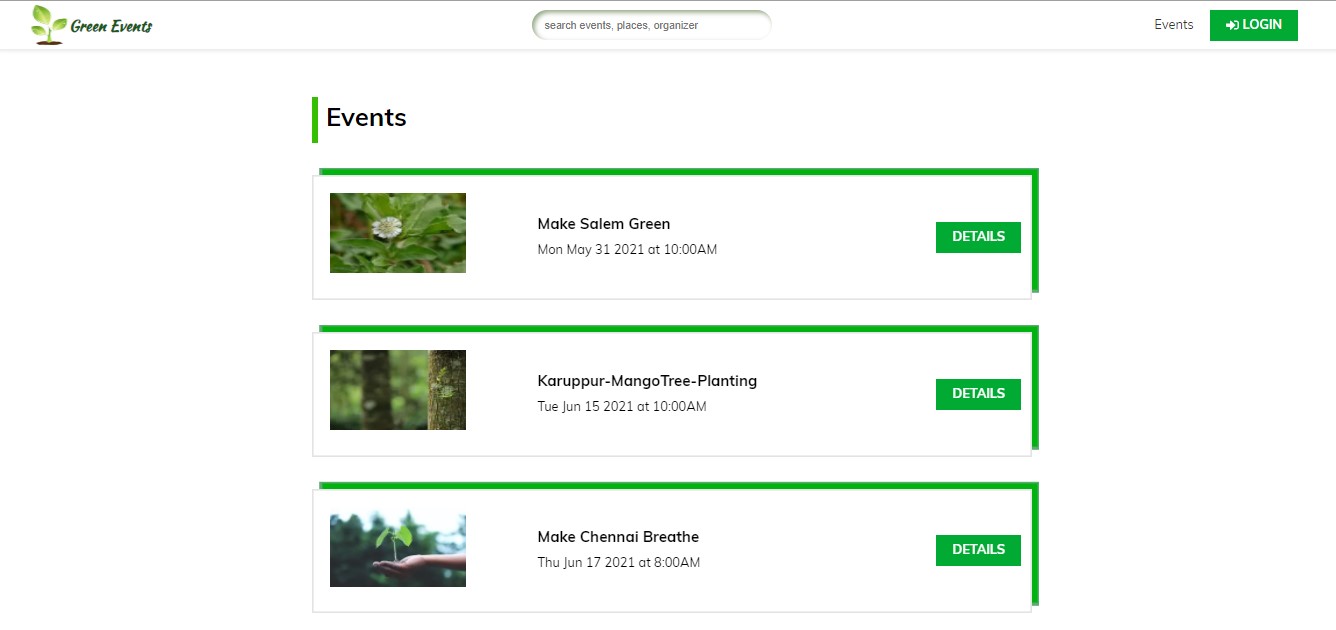 Green Events
search events, places, organizer
Events
LOGIN
Events
Make Salem Green
Mon May 31 2021 at 10:00AM
DETAILS
Karuppur-MangoTree-Planting
Tue Jun 15 2021 at 10:00AM
DETAILS
Make Chennai Breathe
Thu Jun 17 2021 at 8:00AM
DETAILS